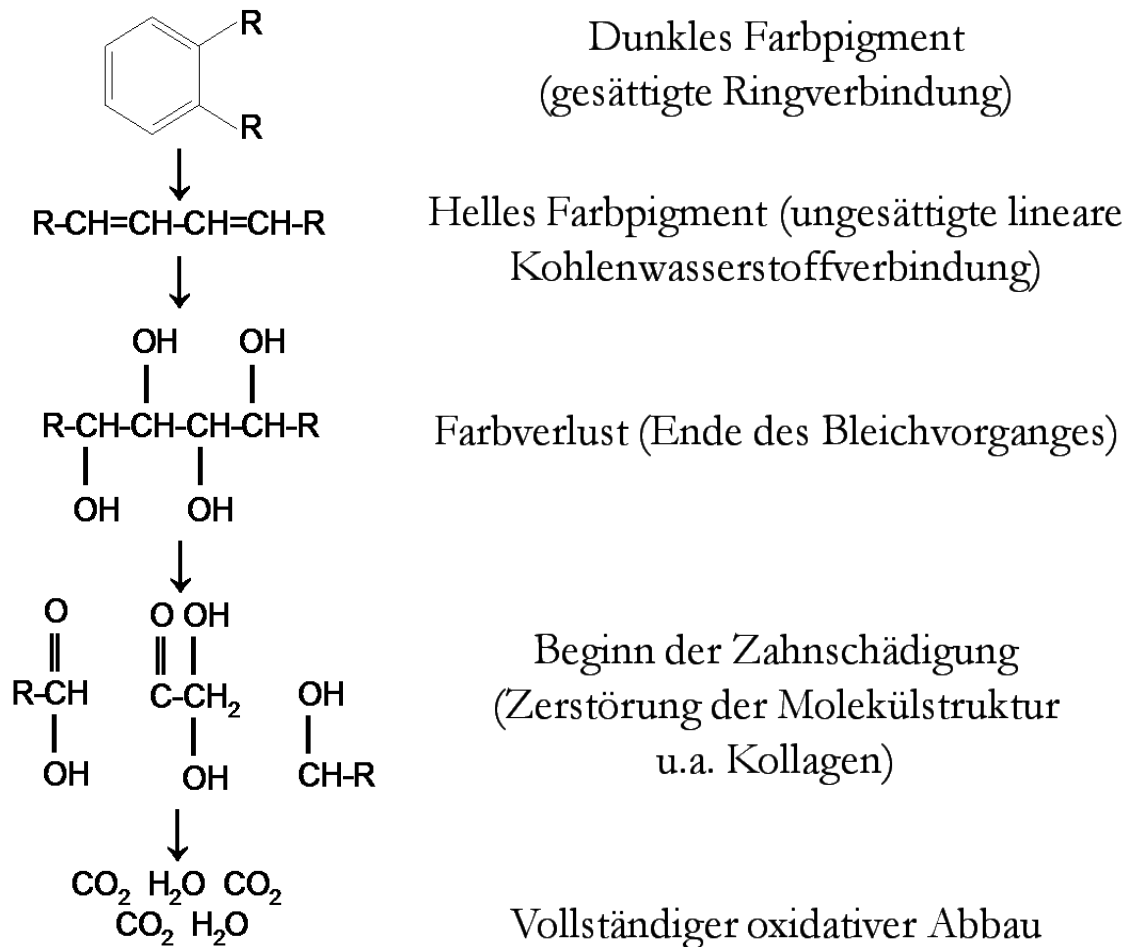 R
Dunkles Farbpigment
(gesättigte Ringverbindung)
R
R-CH=CH-CH=CH-R
Helles Farbpigment (ungesättigte lineare
Kohlenwasserstoffverbindung)
OH OH
R-CH-CH-CH-CH-R
OH OH
Farbverlust (Ende des Bleichvorganges)
O O OH
R-CH C-CH₂ OH
OH OH CH-R
Beginn der Zahnschädigung
(Zerstörung der Molekülstruktur
u.a. Kollagen)
CO₂ H₂O CO₂
CO₂ H₂O
Vollständiger oxidativer Abbau